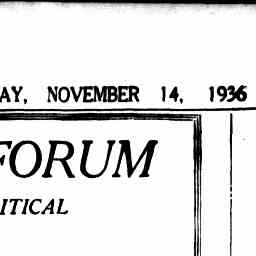 AY, NOVEMBER 14, 1936
FORUM
ITICAL